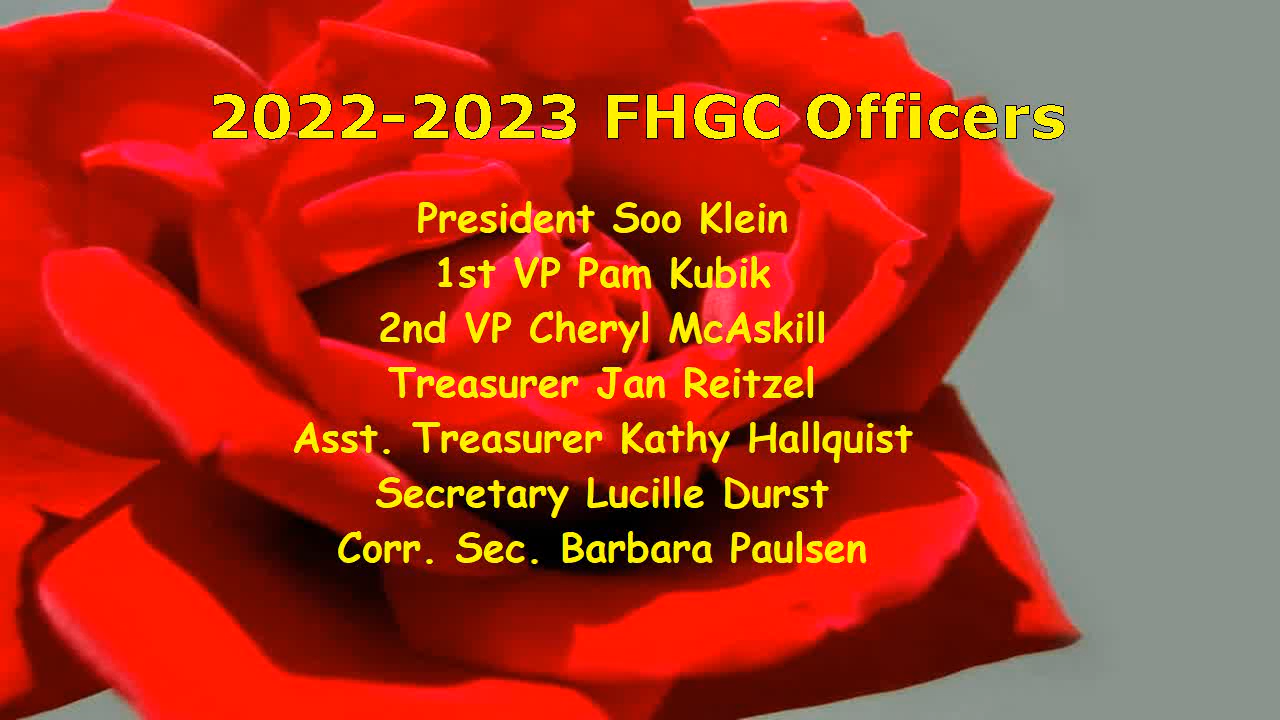 2022-2023 FHGC Officers
President Soo Klein
1st VP Pam Kubik
2nd VP Cheryl McAskill
Treasurer Jan Reitzel
Asst. Treasurer Kathy Hallquist
Secretary Lucille Durst
Corr. Sec. Barbara Paulsen